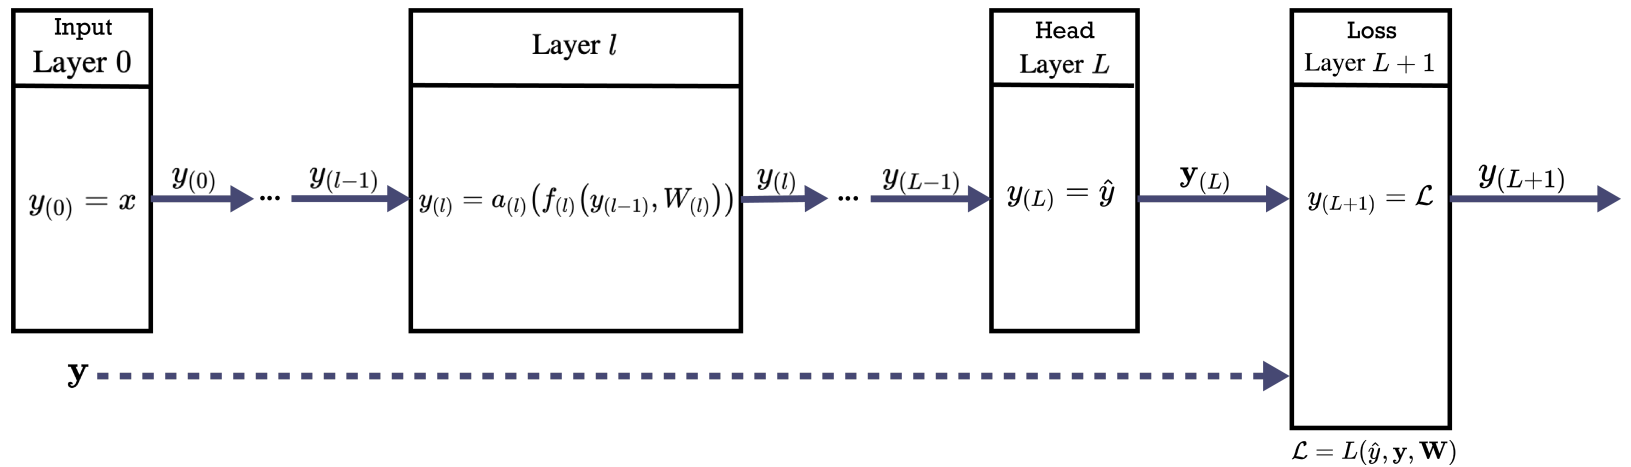 Input
Layer 0
Layer l
Head
Layer L
Loss
Layer L + 1
y(0) = x
y(0)
...
y(l−1)
y(l) = a(l)(f(l)(y(l−1), W(l)))
y(l)
...
y(L−1)
y(L) = ŷ
y(L)
y(L+1) = ℒ
y(L+1)
y
ℒ = L(ŷ, y, W)